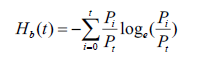 H_b(t) = -\sum_{i=0}^{t} \frac{P_i}{P_t} log_e(\frac{P_i}{P_t})